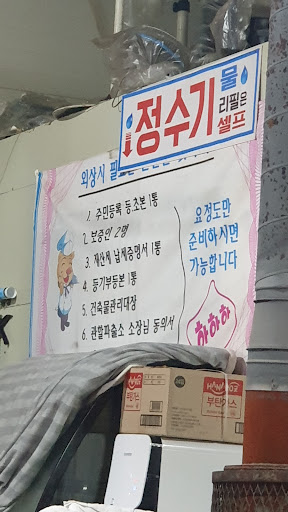 정수기
물
리필은
셀프
외상시 필
1. 주민등록 등.초본 1통
2. 보증인 2명
3. 재산세 납세증명서 1통
4. 등기부등본 1통
5. 건축물관리대장
6. 관할파출소 소장님 동의서
요정도만
준비하시면
가능합니다
하하하
부탄가스